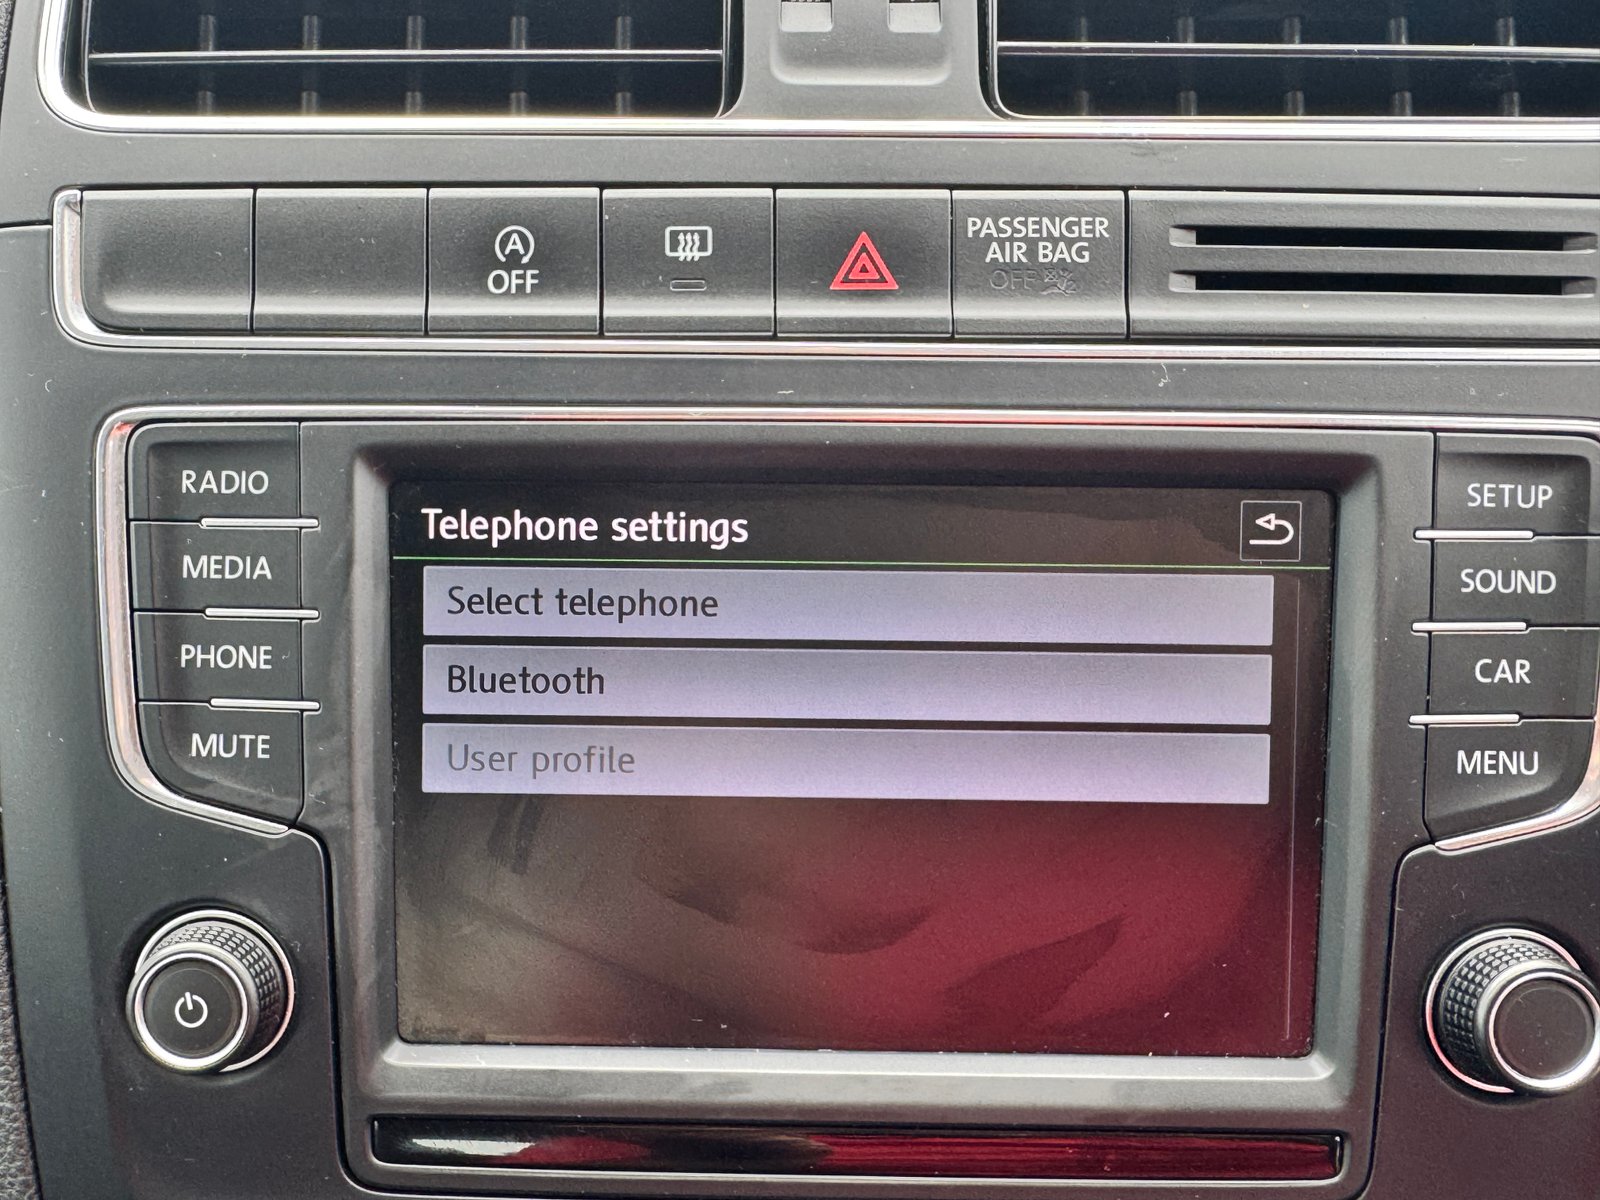 A
OFF
PASSENGER
AIR BAG
OFF
RADIO
MEDIA
PHONE
MUTE
Telephone settings
Select telephone
Bluetooth
User profile
SETUP
SOUND
CAR
MENU